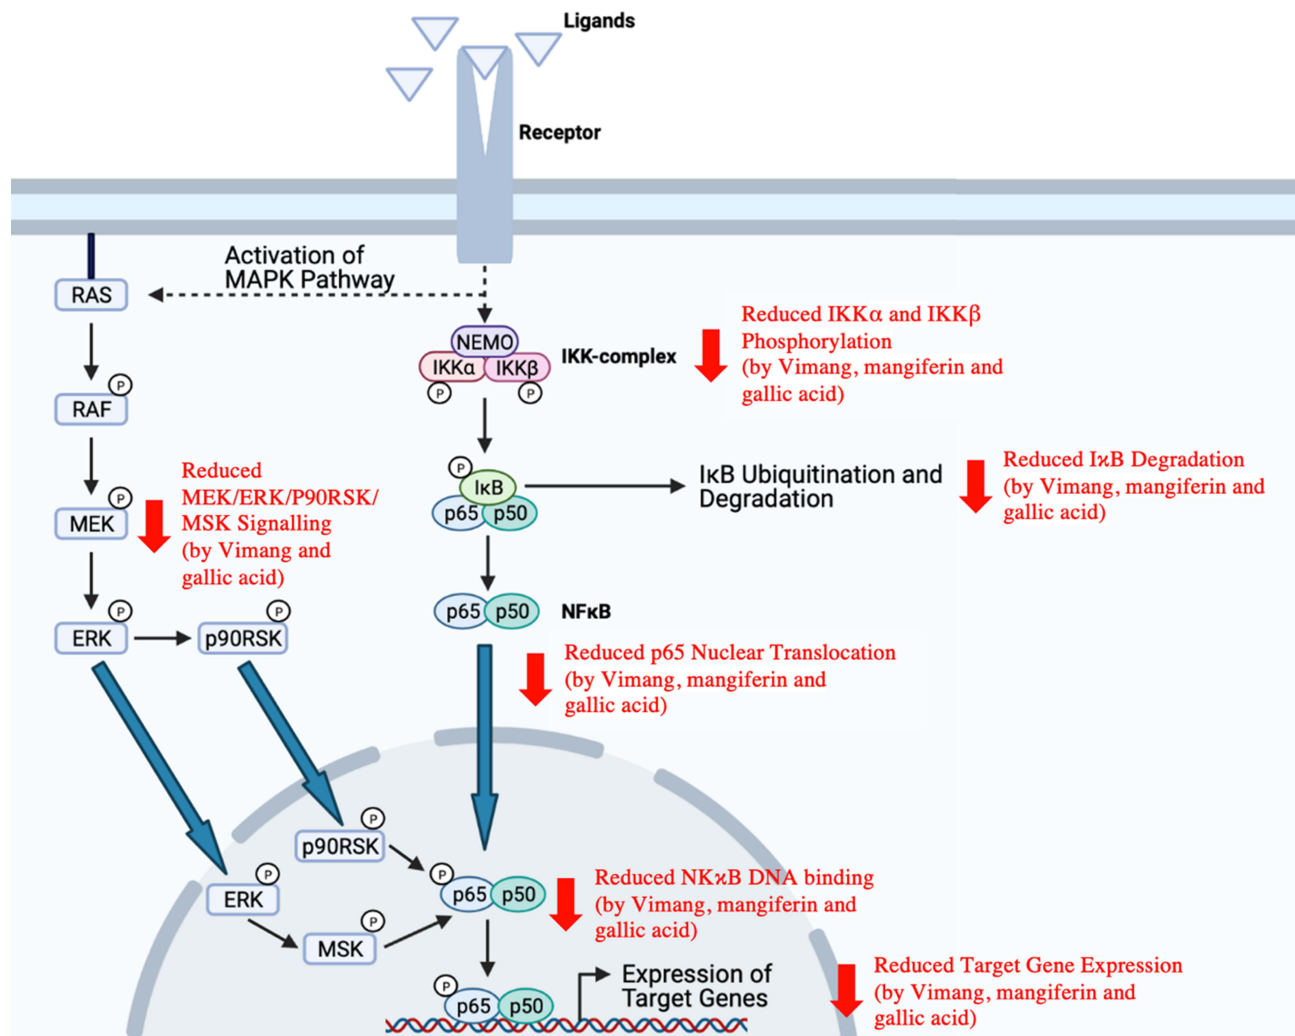 Ligands
Receptor
Activation of
MAPK Pathway
RAS
NEMO
IKKα IKKβ
IKK-complex
P
P
Reduced IKKα and IKKβ
Phosphorylation
(by Vimang, mangiferin and
gallic acid)
P
RAF
P
IκB
p65 p50
IκB Ubiquitination and
Degradation
Reduced IϰB Degradation
(by Vimang, mangiferin and
gallic acid)
P
MEK
Reduced
MEK/ERK/P90RSK/
MSK Signalling
(by Vimang and
gallic acid)
P
ERK
P
p90RSK
p65 p50
NFκB
Reduced p65 Nuclear Translocation
(by Vimang, mangiferin and
gallic acid)
P
p90RSK
P
ERK
P
MSK
P
p65 p50
Reduced NKϰB DNA binding
(by Vimang, mangiferin and
gallic acid)
P
p65 p50
Expression of
Target Genes
Reduced Target Gene Expression
(by Vimang, mangiferin and
gallic acid)